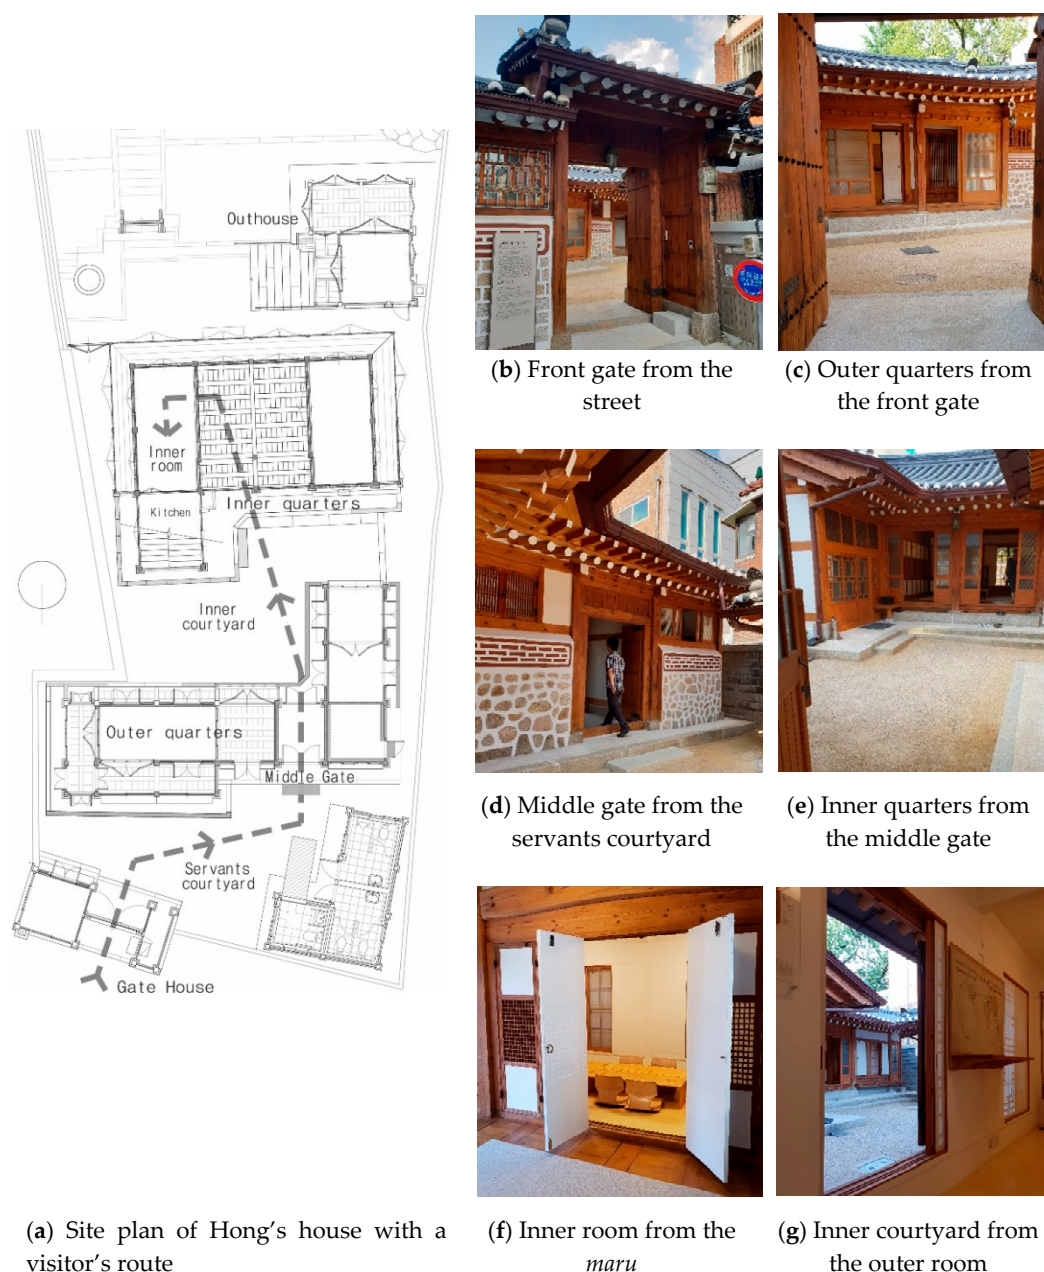 Outhouse
Inner
room
Kitchen
Inner quarters
Inner
courtyard
Outer quarters
Middle Gate
Servants
courtyard
Gate House
(a) Site plan of Hong’s house with a
visitor’s route
(b) Front gate from the
street
(c) Outer quarters from
the front gate
(d) Middle gate from the
servants courtyard
(e) Inner quarters from
the middle gate
(f) Inner room from the
maru
(g) Inner courtyard from
the outer room